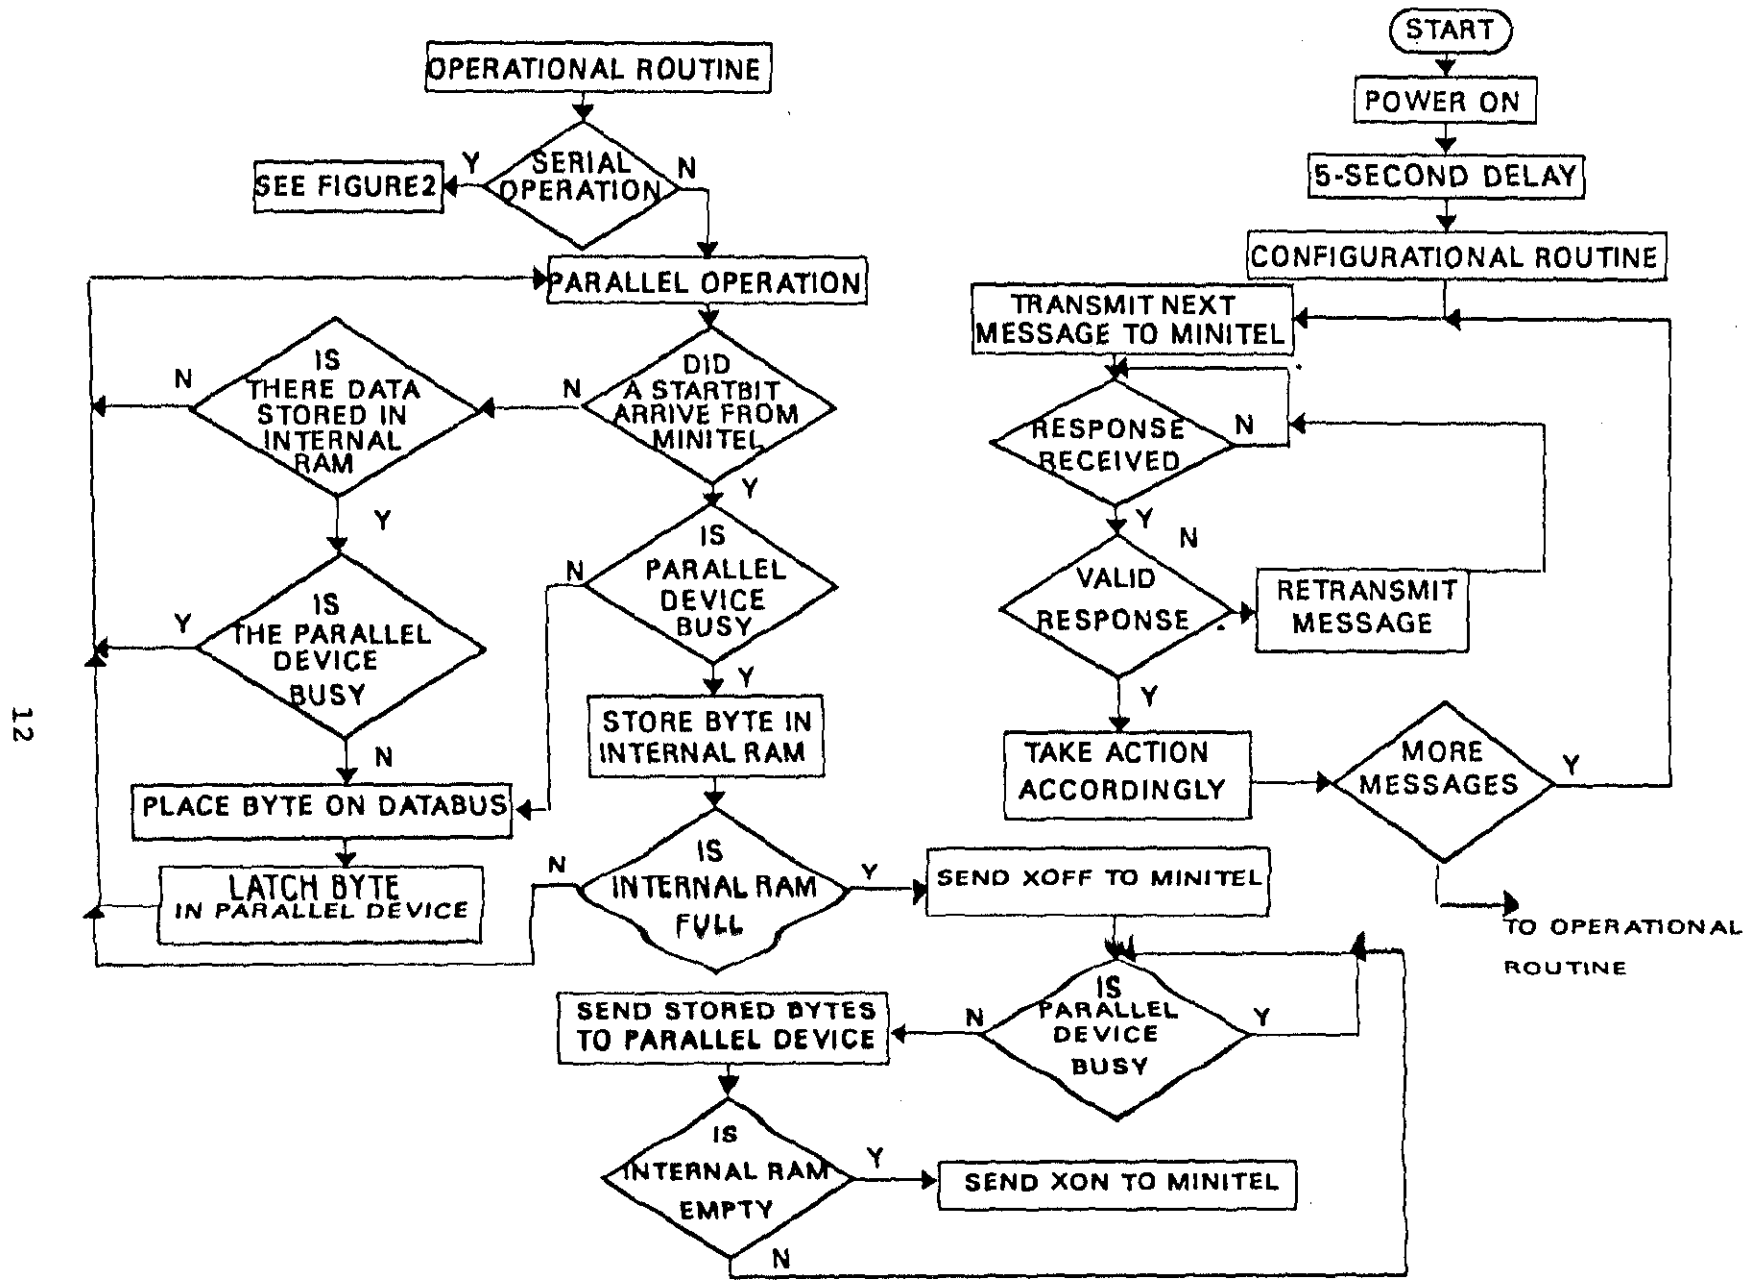 START
POWER ON
5-SECOND DELAY
CONFIGURATIONAL ROUTINE
TRANSMIT NEXT
MESSAGE TO MINITEL
RESPONSE
RECEIVED
N
Y
N
VALID
RESPONSE
RETRANSMIT
MESSAGE
Y
TAKE ACTION
ACCORDINGLY
MORE
MESSAGES
Y
TO OPERATIONAL
ROUTINE
OPERATIONAL ROUTINE
SERIAL
OPERATION
Y
N
SEE FIGURE2
PARALLEL OPERATION
DID
A STARTBIT
ARRIVE FROM
MINITEL
N
Y
IS
THERE DATA
STORED IN
INTERNAL
RAM
N
Y
IS
THE PARALLEL
DEVICE
BUSY
Y
N
PLACE BYTE ON DATABUS
LATCH BYTE
IN PARALLEL DEVICE
IS
PARALLEL
DEVICE
BUSY
N
Y
STORE BYTE IN
INTERNAL RAM
IS
INTERNAL RAM
FULL
N
Y
SEND XOFF TO MINITEL
IS
PARALLEL
DEVICE
BUSY
N
Y
SEND STORED BYTES
TO PARALLEL DEVICE
IS
INTERNAL RAM
EMPTY
Y
N
SEND XON TO MINITEL
12